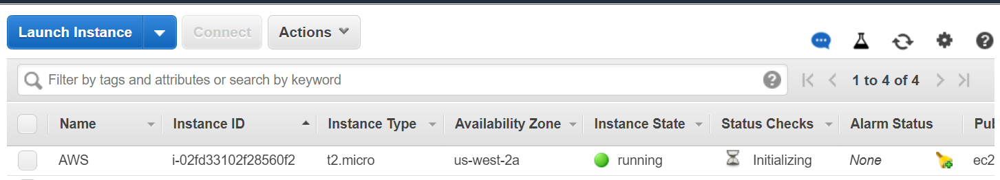 Launch Instance Connect Actions
Filter by tags and attributes or search by keyword ? 1 to 4 of 4
Name Instance ID Instance Type Availability Zone Instance State Status Checks Alarm Status Pub
AWS i-02fd33102f28560f2 t2.micro us-west-2a running Initializing None ec2